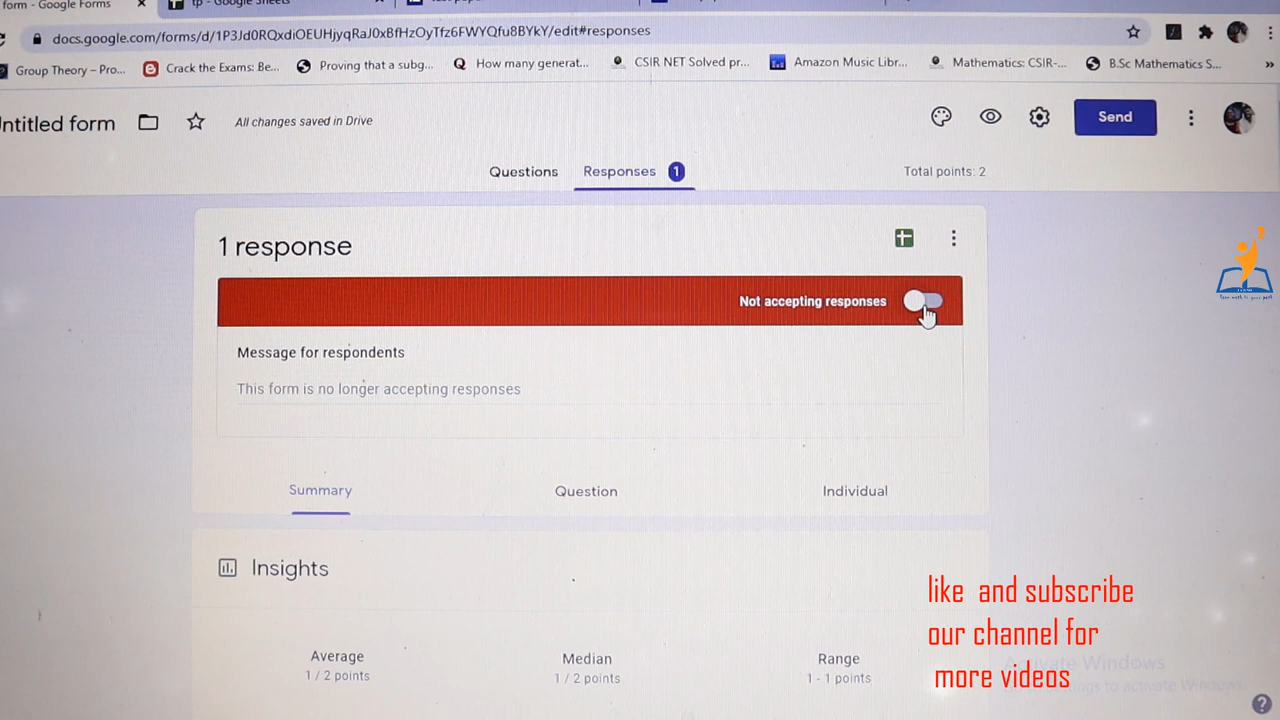 form - Google Forms
tp - Google Sheets
docs.google.com/forms/d/1P3Jd0RQxdiOEUHjyqRaJ0xBfHzOyTfz6FWYQfu8BYkY/edit#responses
Group Theory – Pro... Crack the Exams: Be... Proving that a subg... How many generat... CSIR NET Solved pr... Amazon Music Libr... Mathematics: CSIR-... B.Sc Mathematics S... »
ntitled form All changes saved in Drive Send
Questions Responses 1 Total points: 2
1 response
Not accepting responses
Message for respondents
This form is no longer accepting responses
Summary Question Individual
Insights
Average Median Range
1 / 2 points 1 / 2 points 1 - 1 points
like and subscribe
our channel for
more videos
Activate Windows